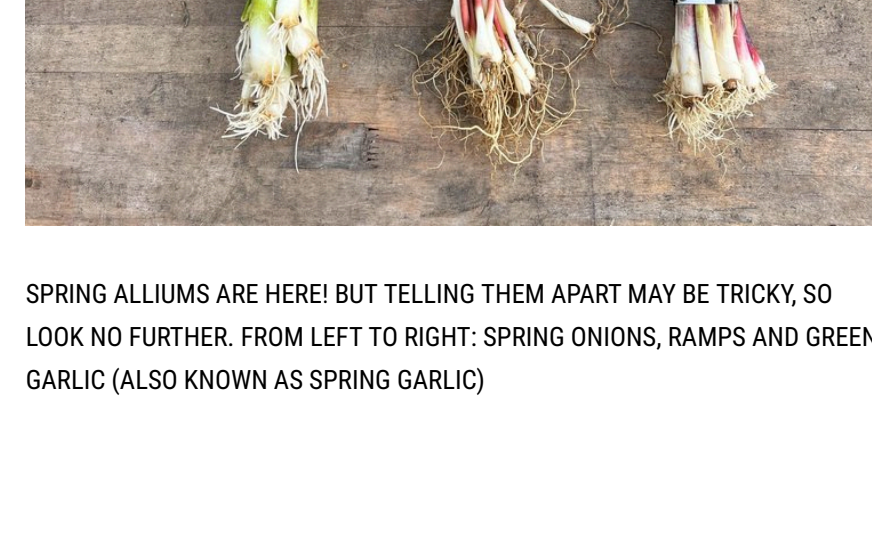 SPRING ALLIUMS ARE HERE! BUT TELLING THEM APART MAY BE TRICKY, SO
LOOK NO FURTHER. FROM LEFT TO RIGHT: SPRING ONIONS, RAMPS AND GREEN
GARLIC (ALSO KNOWN AS SPRING GARLIC)